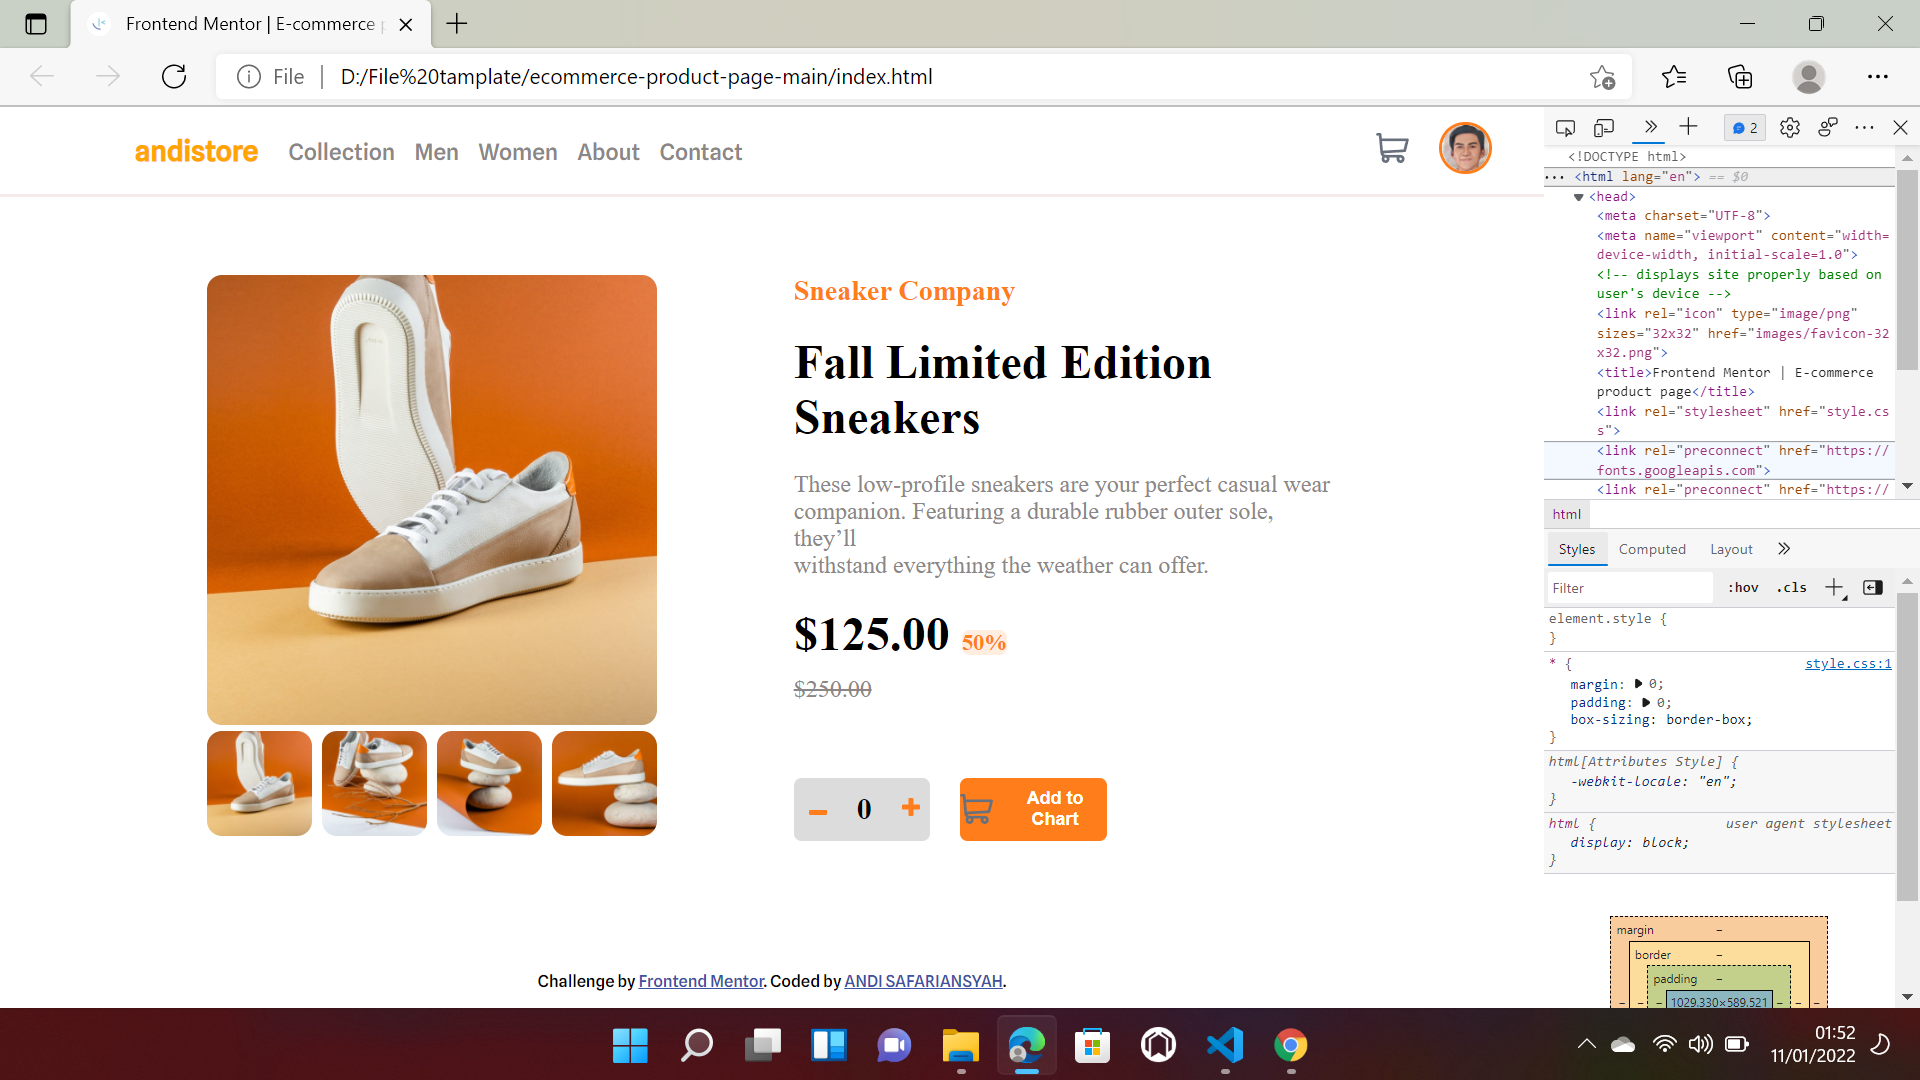 Frontend Mentor | E-commerce p
File
D:/File%20tamplate/ecommerce-product-page-main/index.html
andistore
Collection
Men
Women
About
Contact
Sneaker Company
Fall Limited Edition
Sneakers
These low-profile sneakers are your perfect casual wear
companion. Featuring a durable rubber outer sole,
they’ll
withstand everything the weather can offer.
$125.00 50%
$250.00
0
Add to
Chart
Challenge by Frontend Mentor. Coded by ANDI SAFARIANSYAH.
2
<!DOCTYPE html>
<html lang="en"> == $0
<head>
<meta charset="UTF-8">
<meta name="viewport" content="width=
device-width, initial-scale=1.0">
<!-- displays site properly based on
user's device -->
<link rel="icon" type="image/png"
sizes="32x32" href="images/favicon-32
x32.png">
<title>Frontend Mentor | E-commerce
product page</title>
<link rel="stylesheet" href="style.cs
s">
<link rel="preconnect" href="https://
fonts.googleapis.com">
<link rel="preconnect" href="https://
html
Styles
Computed
Layout
Filter
:hov
.cls
element.style {
}
* {
style.css:1
margin: 0;
padding: 0;
box-sizing: border-box;
}
html[Attributes Style] {
-webkit-locale: "en";
}
html {
user agent stylesheet
display: block;
}
margin –
border –
padding –
– – – 1029.330×589.521 – – –
01:52
11/01/2022